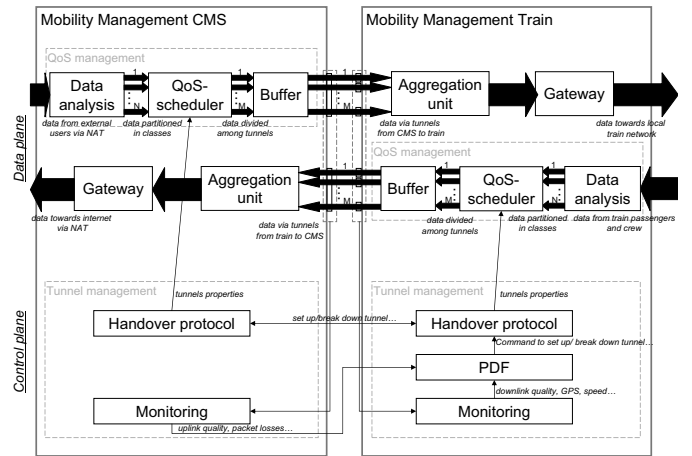 Mobility Management CMS
Mobility Management Train
QoS management
Data
analysis
1
N
QoS-
scheduler
1
M
Buffer
1
M
Aggregation
unit
Gateway
data from external
users via NAT
data partitioned
in classes
data divided
among tunnels
data via tunnels
from CMS to train
data towards local
train network
Data plane
QoS management
Gateway
Aggregation
unit
1
M
Buffer
1
M
QoS-
scheduler
1
N
Data
analysis
data towards internet
via NAT
data via tunnels
from train to CMS
data divided
among tunnels
data partitioned
in classes
data from train passengers
and crew
Control plane
Tunnel management
Tunnel management
tunnels properties
tunnels properties
Handover protocol
set up/break down tunnel…
Handover protocol
Command to set up/ break down tunnel…
PDF
downlink quality, GPS, speed…
Monitoring
Monitoring
uplink quality, packet losses…